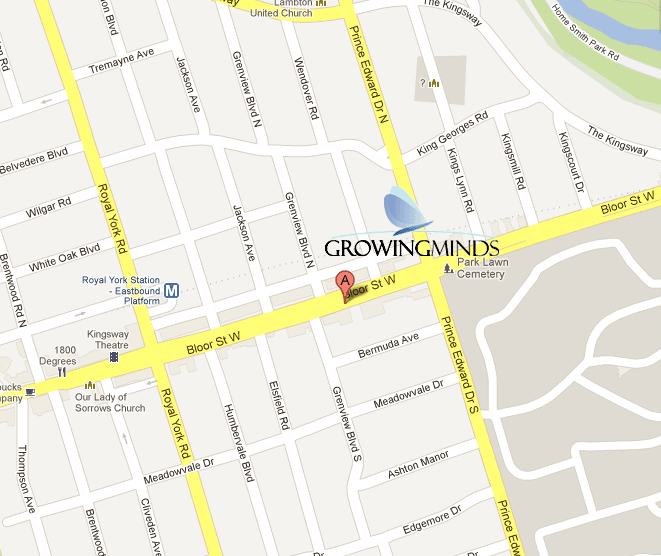 Lambton
United Church
The Kingsway
Home Smith Park Rd
Tremayne Ave
Jackson Ave
Grenview Blvd N
Wendover Rd
Prince Edward Dr N
?
King Georges Rd
The Kingsway
Belvedere Blvd
Kings Lynn Rd
Kingsmill Rd
Kingscourt Dr
Wilgar Rd
Royal York Rd
Jackson Ave
Grenview Blvd N
Bloor St W
White Oak Blvd
GROWINGMINDS
Brentwood Rd N
Royal York Station
- Eastbound
Platform
M
A
Bloor St W
Park Lawn
Cemetery
Kingsway
Theatre
Bloor St W
Bermuda Ave
Prince Edward Dr S
1800
Degrees
Our Lady of
Sorrows Church
Royal York Rd
Humbervale Blvd
Elsfield Rd
Grenview Blvd S
Meadowvale Dr
Meadowvale Dr
Ashton Manor
Thompson Ave
Cliveden Ave
Edgemore Dr